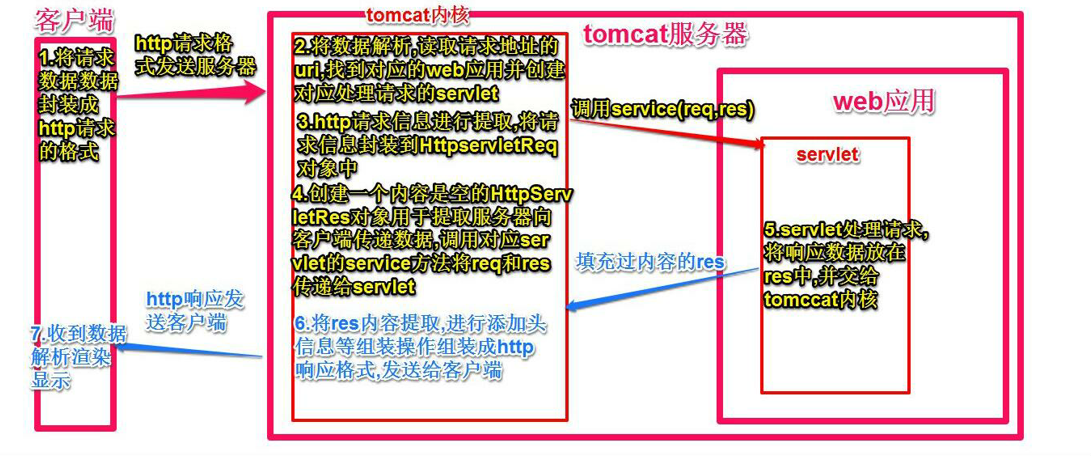 客户端
1.将请求
数据数据
封装成
http请求
的格式
http请求格
式发送服务器
tomcat内核
tomcat服务器
2.将数据解析,读取请求地址的
uri,找到对应的web应用并创建
对应处理请求的servlet
3.http请求信息进行提取,将请
求信息封装到HttpservletReq
对象中
4.创建一个内容是空的HttpServ
letRes对象用于提取服务器向
客户端传递数据,调用对应ser
vlet的service方法将req和res
传递给servlet
调用service(req,res)
web应用
servlet
5.servlet处理请求,
将响应数据放在
res中,并交给
tomccat内核
填充过内容的res
6.将res内容提取,进行添加头
信息等组装操作组装成http
响应格式,发送给客户端
http响应发
送客户端
7.收到数据
解析渲染
显示